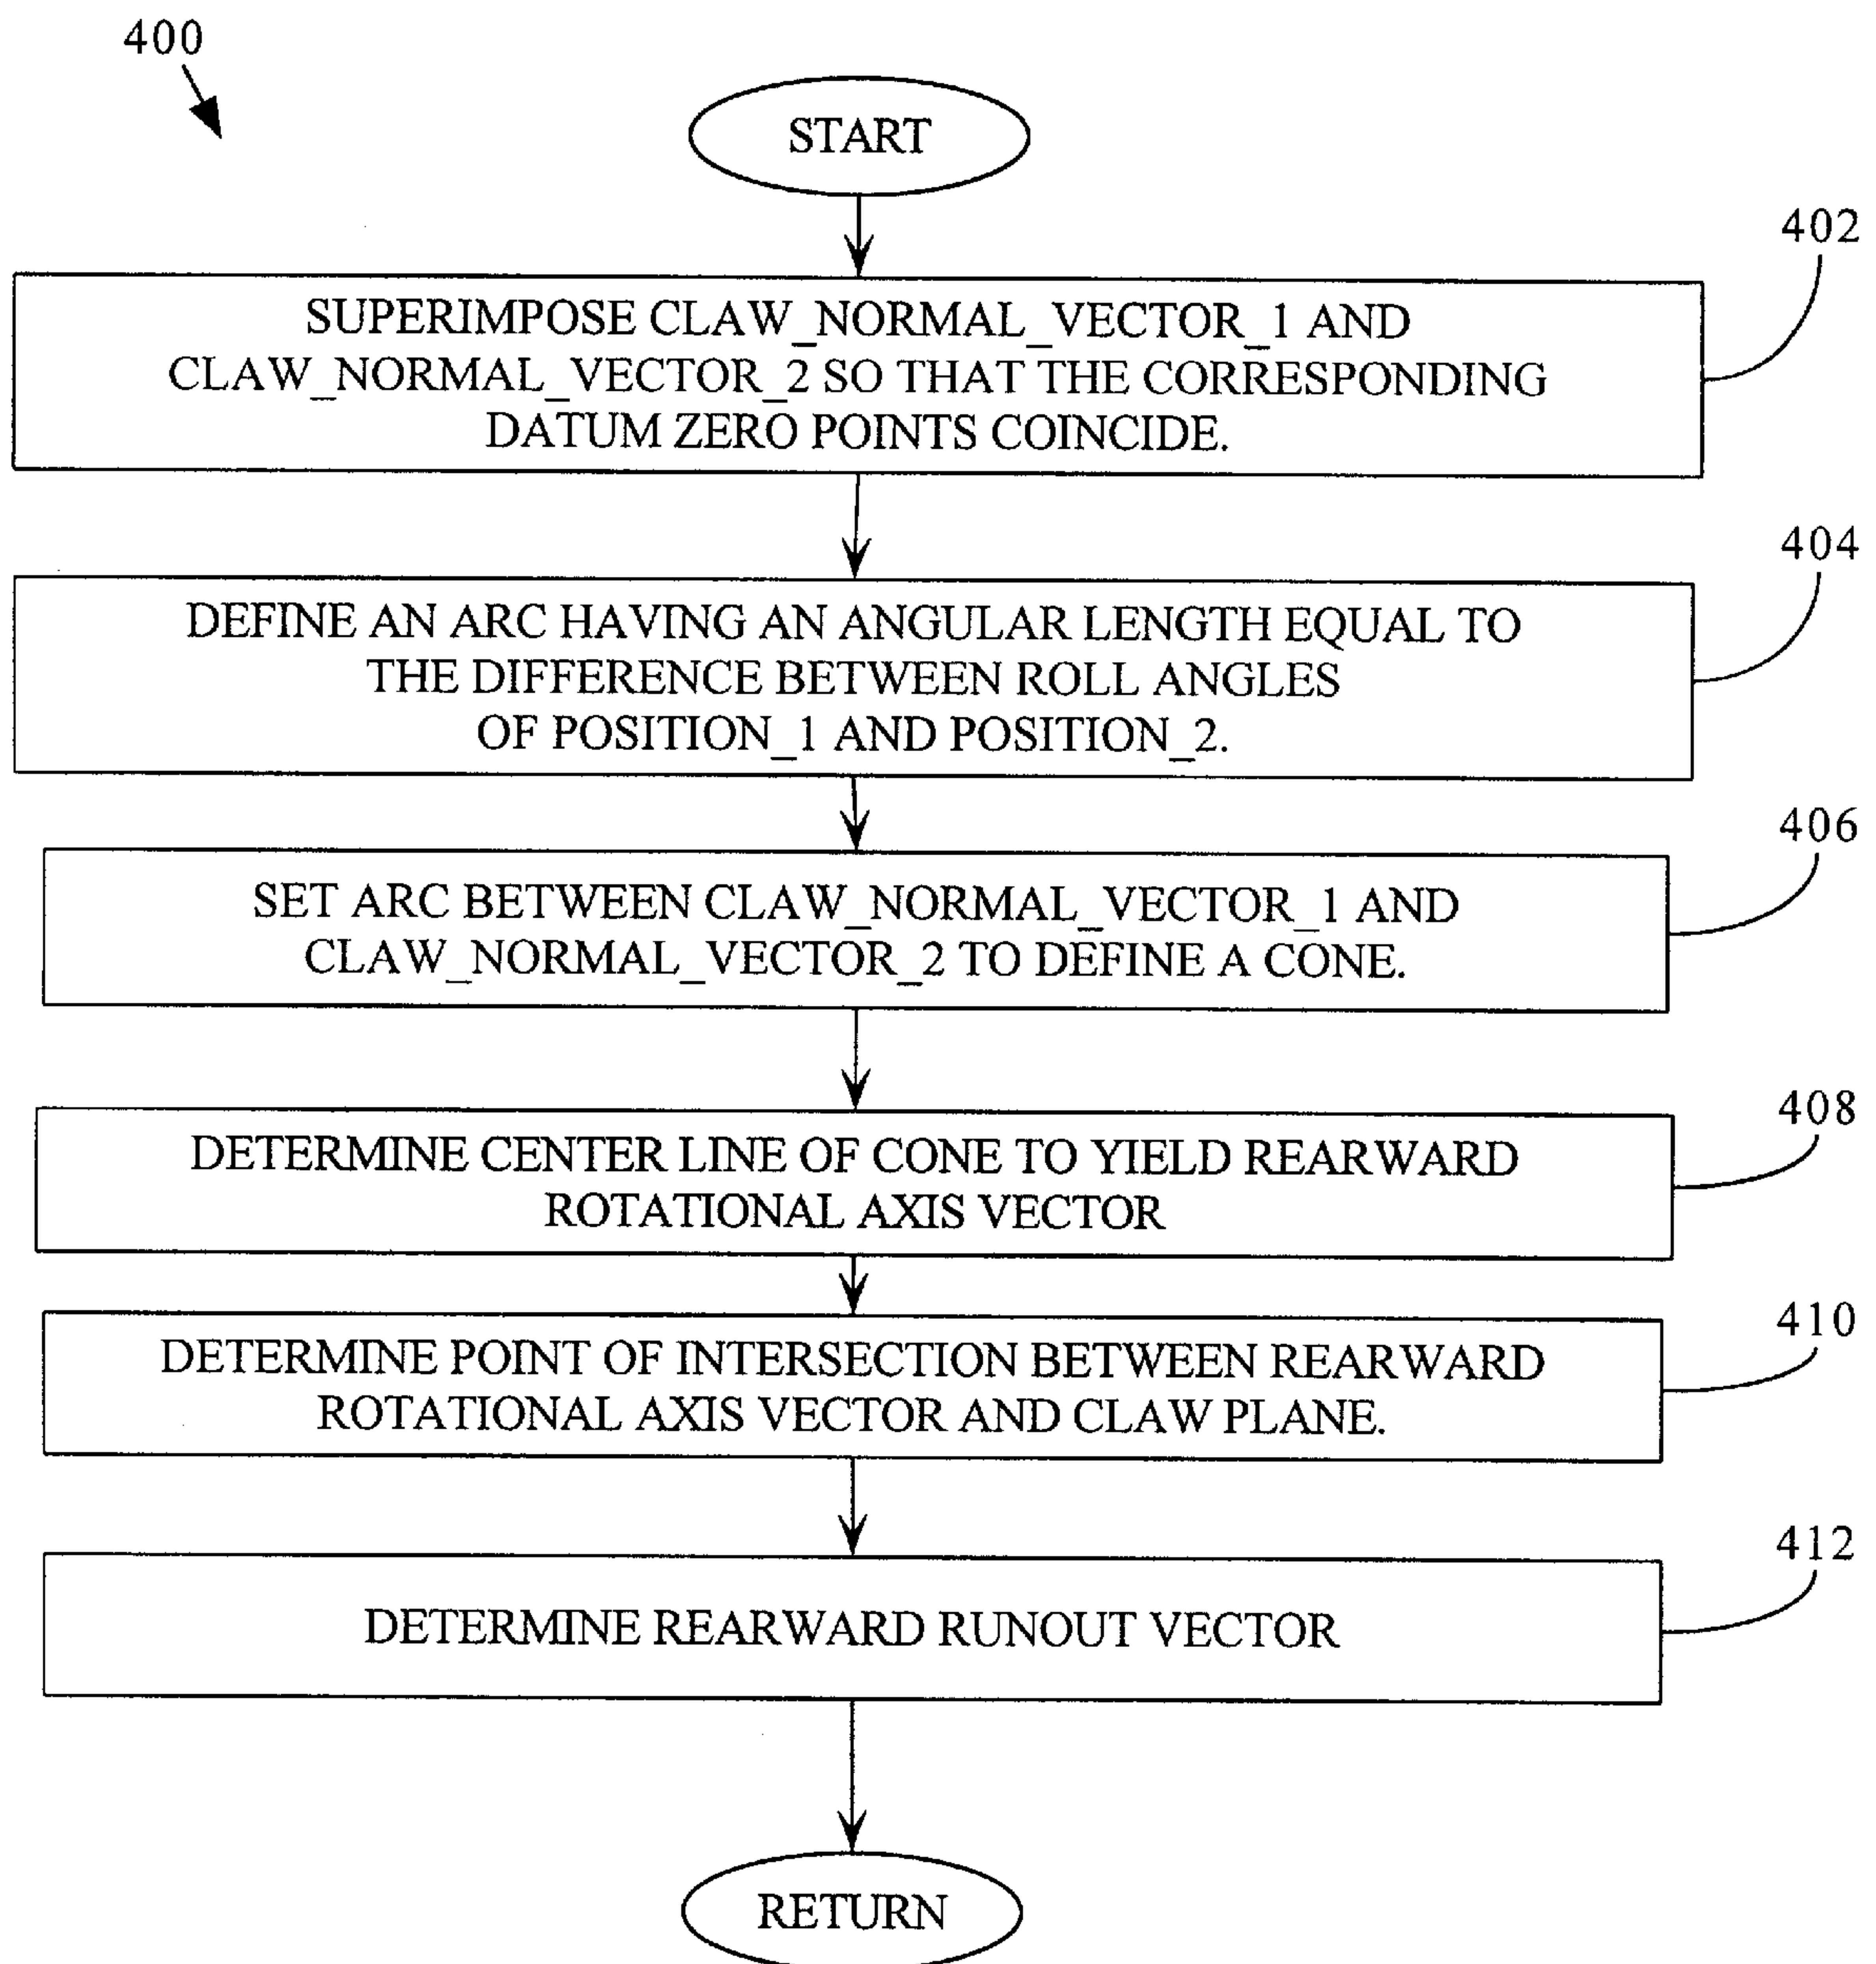 400
START
402
SUPERIMPOSE CLAW_NORMAL_VECTOR_1 AND
CLAW_NORMAL_VECTOR_2 SO THAT THE CORRESPONDING
DATUM ZERO POINTS COINCIDE.
404
DEFINE AN ARC HAVING AN ANGULAR LENGTH EQUAL TO
THE DIFFERENCE BETWEEN ROLL ANGLES
OF POSITION_1 AND POSITION_2.
406
SET ARC BETWEEN CLAW_NORMAL_VECTOR_1 AND
CLAW_NORMAL_VECTOR_2 TO DEFINE A CONE.
408
DETERMINE CENTER LINE OF CONE TO YIELD REARWARD
ROTATIONAL AXIS VECTOR
410
DETERMINE POINT OF INTERSECTION BETWEEN REARWARD
ROTATIONAL AXIS VECTOR AND CLAW PLANE.
412
DETERMINE REARWARD RUNOUT VECTOR
RETURN